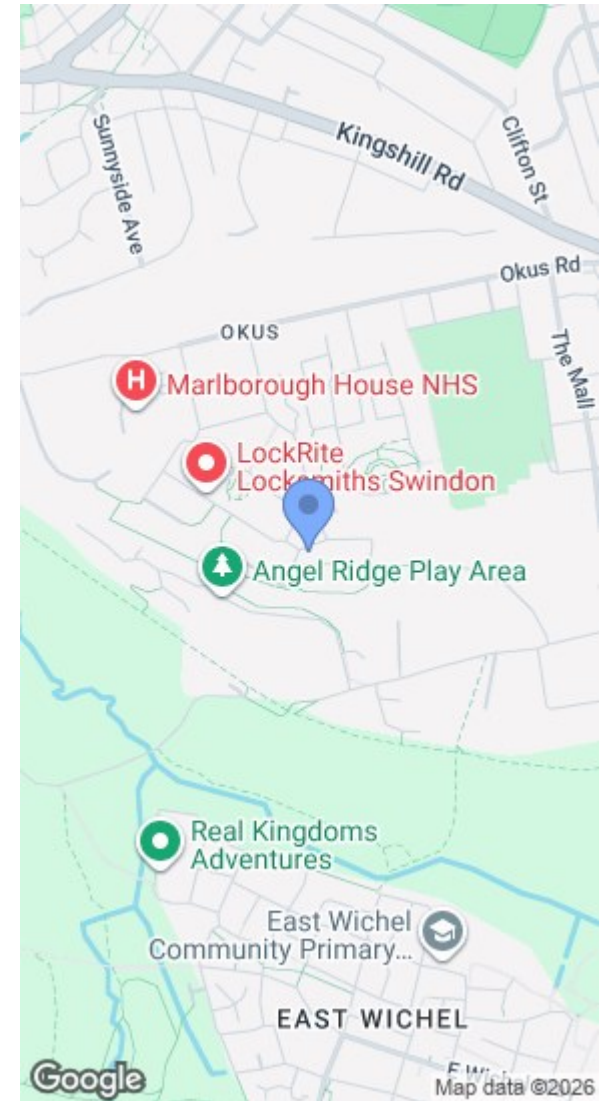 Sunnyside Ave
Kingshill Rd
Clifton St
Okus Rd
OKUS
The Mall
H
Marlborough House NHS
LockRite
Locksmiths Swindon
Angel Ridge Play Area
Real Kingdoms
Adventures
East Wichel
Community Primary...
EAST WICHEL
Google
Map data ©2026